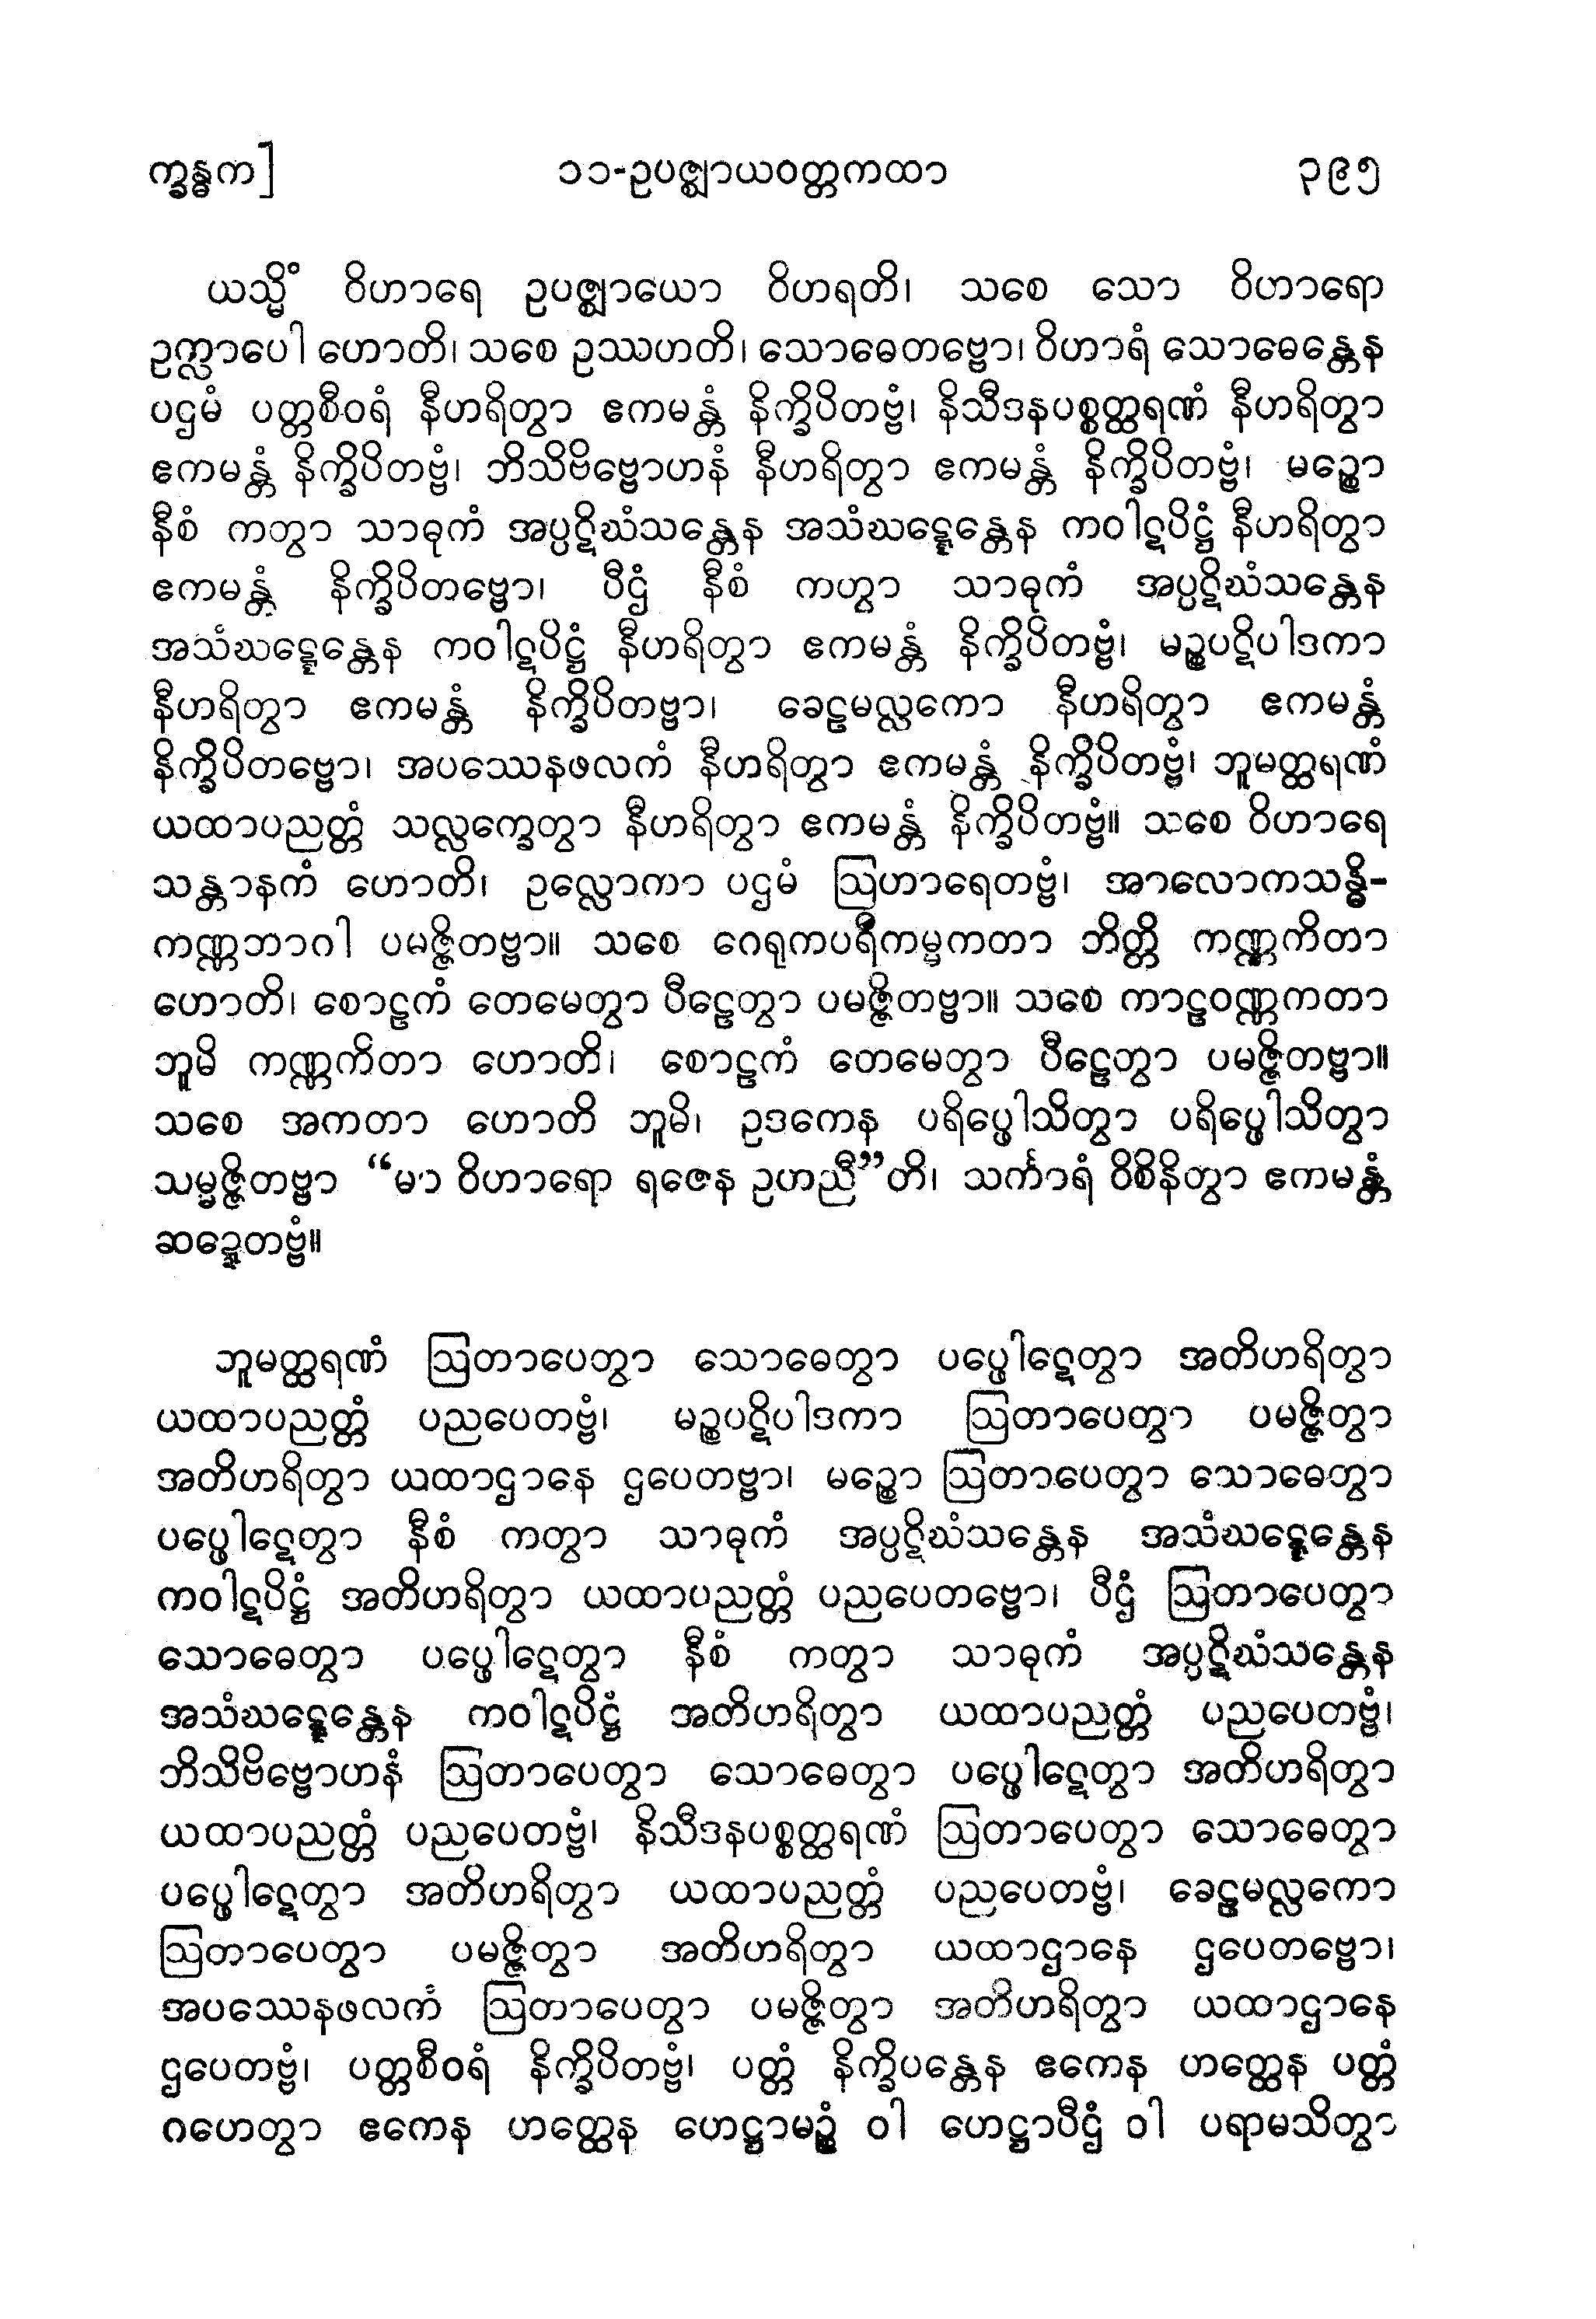 က္ခန္ဓက] ၁၁-ဥပဇ္ဈာယဝတ္တကထာ ၃၉၅
ယသ္မိံ ဝိဟာရေ ဥပဇ္ဈာယော ဝိဟရတိ၊ သစေ သော ဝိဟာရော
ဥက္လာပေါ ဟောတိ၊ သစေ ဥဿဟတိ၊ သောဓေတဗ္ဗော၊ ဝိဟာရံ သောဓေန္တေန
ပဌမံ ပတ္တစီဝရံ နီဟရိတွာ ဧကမန္တံ နိက္ခိပိတဗ္ဗံ၊ နိသီဒနပစ္စတ္ထရဏံ နီဟရိတွာ
ဧကမန္တံ နိက္ခိပိတဗ္ဗံ၊ ဘိသိဗိဗ္ဗောဟနံ နီဟရိတွာ ဧကမန္တံ နိက္ခိပိတဗ္ဗံ၊ မဉ္စော
နီစံ ကတွာ သာဓုကံ အပ္ပဋိဃံသန္တေန အသံဃဋ္ဋေန္တေန ကဝါဋပိဋ္ဌံ နီဟရိတွာ
ဧကမန္တံ နိက္ခိပိတဗ္ဗော၊ ပီဌံ နီစံ ကတွာ သာဓုကံ အပ္ပဋိဃံသန္တေန
အသံဃဋ္ဋေန္တေန ကဝါဋပိဋ္ဌံ နီဟရိတွာ ဧကမန္တံ နိက္ခိပိတဗ္ဗံ၊ မဉ္စပဋိပါဒကာ
နီဟရိတွာ ဧကမန္တံ နိက္ခိပိတဗ္ဗာ၊ ခေဠမလ္လကော နီဟရိတွာ ဧကမန္တံ
နိက္ခိပိတဗ္ဗော၊ အပဿေနဖလကံ နီဟရိတွာ ဧကမန္တံ နိက္ခိပိတဗ္ဗံ၊ ဘူမတ္ထရဏံ
ယထာပညတ္တံ သလ္လက္ခေတွာ နီဟရိတွာ ဧကမန္တံ နိက္ခိပိတဗ္ဗံ။ သစေ ဝိဟာရေ
သန္တာနကံ ဟောတိ၊ ဥလ္လောကာ ပဌမံ ဩဟာရေတဗ္ဗံ၊ အာလောကသန္ဓိ-
ကဏ္ဏဘာဂါ ပမဇ္ဇိတဗ္ဗာ။ သစေ ဂေရုကပရိကမ္မကတာ ဘိတ္တိ ကဏ္ဏကိတာ
ဟောတိ၊ စောဠကံ တေမေတွာ ပီဠေတွာ ပမဇ္ဇိတဗ္ဗာ။ သစေ ကာဠဝဏ္ဏကတာ
ဘူမိ ကဏ္ဏကိတာ ဟောတိ၊ စောဠကံ တေမေတွာ ပီဠေတွာ ပမဇ္ဇိတဗ္ဗာ။
သစေ အကတာ ဟောတိ ဘူမိ၊ ဥဒကေန ပရိပ္ဖေါသိတွာ ပရိပ္ဖေါသိတွာ
သမ္မဇ္ဇိတဗ္ဗာ “မာ ဝိဟာရော ရဇေန ဥဟညီ”တိ၊ သင်္ကာရံ ဝိစိနိတွာ ဧကမန္တံ
ဆဍ္ဍေတဗ္ဗံ။
ဘူမတ္ထရဏံ ဩတာပေတွာ သောဓေတွာ ပပ္ဖေါဋေတွာ အတိဟရိတွာ
ယထာပညတ္တံ ပညပေတဗ္ဗံ၊ မဉ္စပဋိပါဒကာ ဩတာပေတွာ ပမဇ္ဇိတွာ
အတိဟရိတွာ ယထာဌာနေ ဌပေတဗ္ဗာ၊ မဉ္စော ဩတာပေတွာ သောဓေတွာ
ပပ္ဖေါဋေတွာ နီစံ ကတွာ သာဓုကံ အပ္ပဋိဃံသန္တေန အသံဃဋ္ဋေန္တေန
ကဝါဋပိဋ္ဌံ အတိဟရိတွာ ယထာပညတ္တံ ပညပေတဗ္ဗော၊ ပီဌံ ဩတာပေတွာ
သောဓေတွာ ပပ္ဖေါဋေတွာ နီစံ ကတွာ သာဓုကံ အပ္ပဋိဃံသန္တေန
အသံဃဋ္ဋေန္တေန ကဝါဋပိဋ္ဌံ အတိဟရိတွာ ယထာပညတ္တံ ပညပေတဗ္ဗံ၊
ဘိသိဗိဗ္ဗောဟနံ ဩတာပေတွာ သောဓေတွာ ပပ္ဖေါဋေတွာ အတိဟရိတွာ
ယထာပညတ္တံ ပညပေတဗ္ဗံ၊ နိသီဒနပစ္စတ္ထရဏံ ဩတာပေတွာ သောဓေတွာ
ပပ္ဖေါဋေတွာ အတိဟရိတွာ ယထာပညတ္တံ ပညပေတဗ္ဗံ၊ ခေဠမလ္လကော
ဩတာပေတွာ ပမဇ္ဇိတွာ အတိဟရိတွာ ယထာဌာနေ ဌပေတဗ္ဗော၊
အပဿေနဖလကံ ဩတာပေတွာ ပမဇ္ဇိတွာ အတိဟရိတွာ ယထာဌာနေ
ဌပေတဗ္ဗံ၊ ပတ္တစီဝရံ နိက္ခိပိတဗ္ဗံ၊ ပတ္တံ နိက္ခိပန္တေန ဧကေန ဟတ္ထေန ပတ္တံ
ဂဟေတွာ ဧကေန ဟတ္ထေန ဟေဋ္ဌာမဉ္စံ ဝါ ဟေဋ္ဌာပီဌံ ဝါ ပရာမသိတွာ